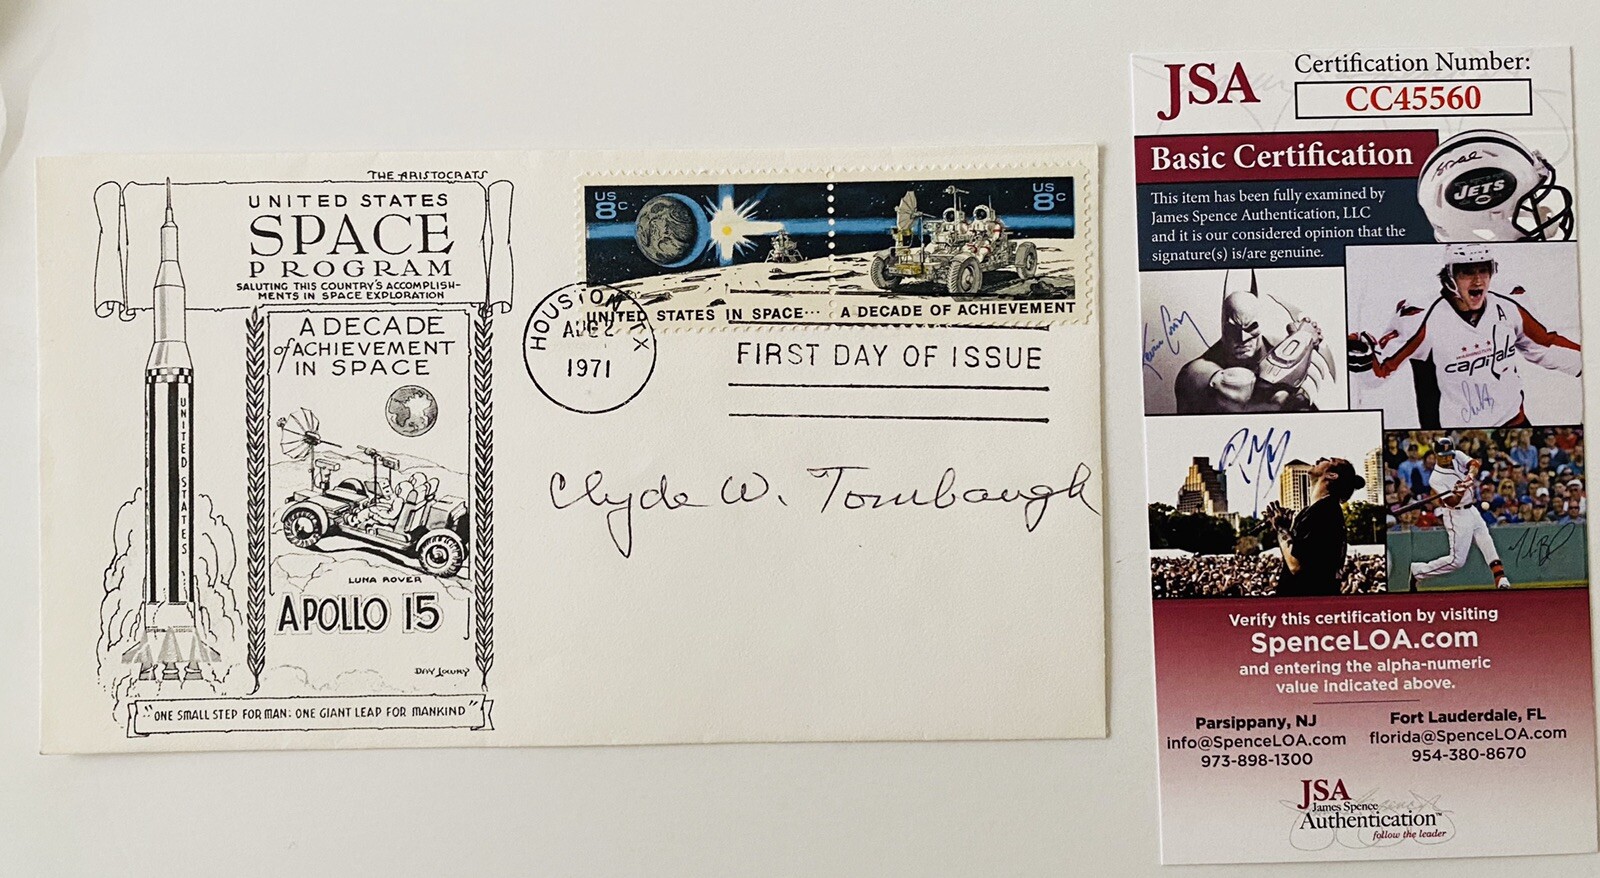 THE ARISTOCRATS
UNITED STATES
SPACE
PROGRAM
SALUTING THIS COUNTRY'S ACCOMPLISH-
MENTS IN SPACE EXPLORATION
A DECADE
of ACHIEVEMENT
IN SPACE
UNITED STATES
LUNA ROVER
APOLLO 15
DAY LOWRY
"ONE SMALL STEP FOR MAN: ONE GIANT LEAP FOR MANKIND"
US
8c
US
8c
UNITED STATES IN SPACE... A DECADE OF ACHIEVEMENT
HOUSTON TX
AUG 2
1971
FIRST DAY OF ISSUE
Clyde W. Tombaugh
JSA
Certification Number:
CC45560
Basic Certification
This item has been fully examined by
James Spence Authentication, LLC
and it is our considered opinion that the
signature(s) is/are genuine.
JETS
A
WASHINGTON
capitals
Verify this certification by visiting
SpenceLOA.com
and entering the alpha-numeric
value indicated above.
Parsippany, NJ
info@SpenceLOA.com
973-898-1300
Fort Lauderdale, FL
florida@SpenceLOA.com
954-380-8670
JSA
James Spence
Authentication™
follow the leader